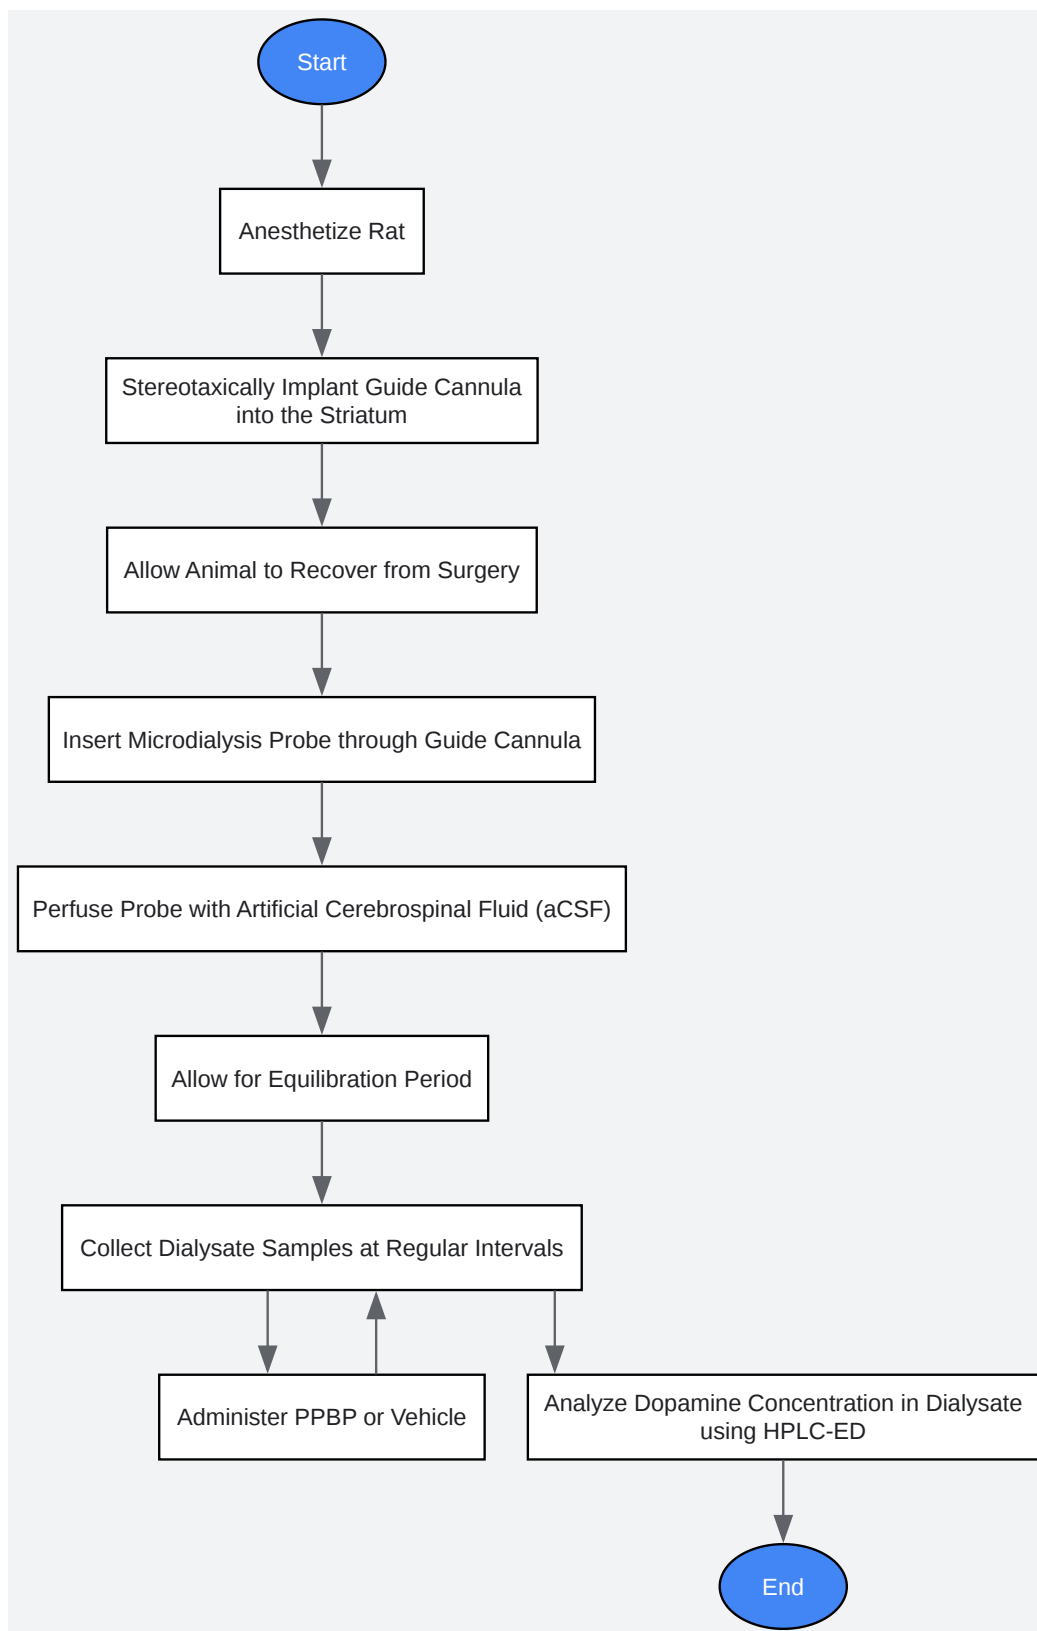 Start
Anesthetize Rat
Stereotaxically Implant Guide Cannula
into the Striatum
Allow Animal to Recover from Surgery
Insert Microdialysis Probe through Guide Cannula
Perfuse Probe with Artificial Cerebrospinal Fluid (aCSF)
Allow for Equilibration Period
Collect Dialysate Samples at Regular Intervals
Administer PPBP or Vehicle
Analyze Dopamine Concentration in Dialysate
using HPLC-ED
End